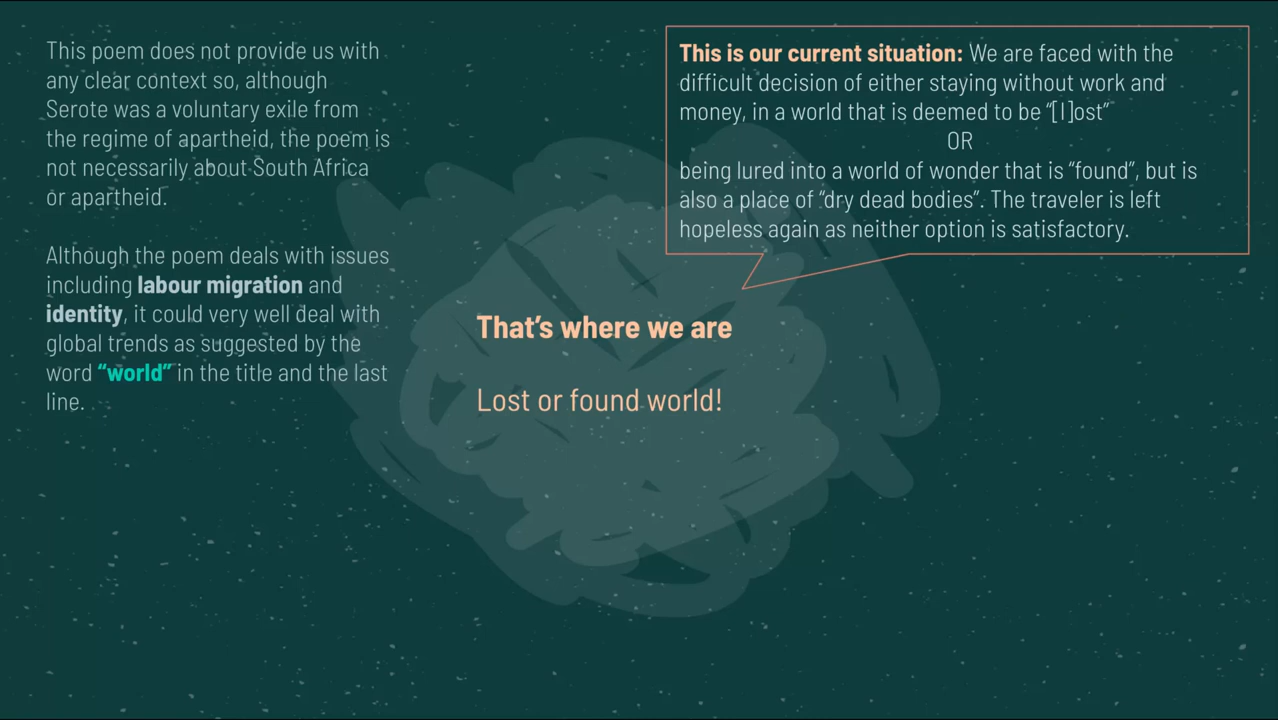 This poem does not provide us with
any clear context so, although
Serote was a voluntary exile from
the regime of apartheid, the poem is
not necessarily about South Africa
or apartheid.
Although the poem deals with issues
including labour migration and
identity, it could very well deal with
global trends as suggested by the
word “world” in the title and the last
line.
This is our current situation: We are faced with the
difficult decision of either staying without work and
money, in a world that is deemed to be “[l]ost”
OR
being lured into a world of wonder that is “found”, but is
also a place of “dry dead bodies”. The traveler is left
hopeless again as neither option is satisfactory.
That’s where we are
Lost or found world!